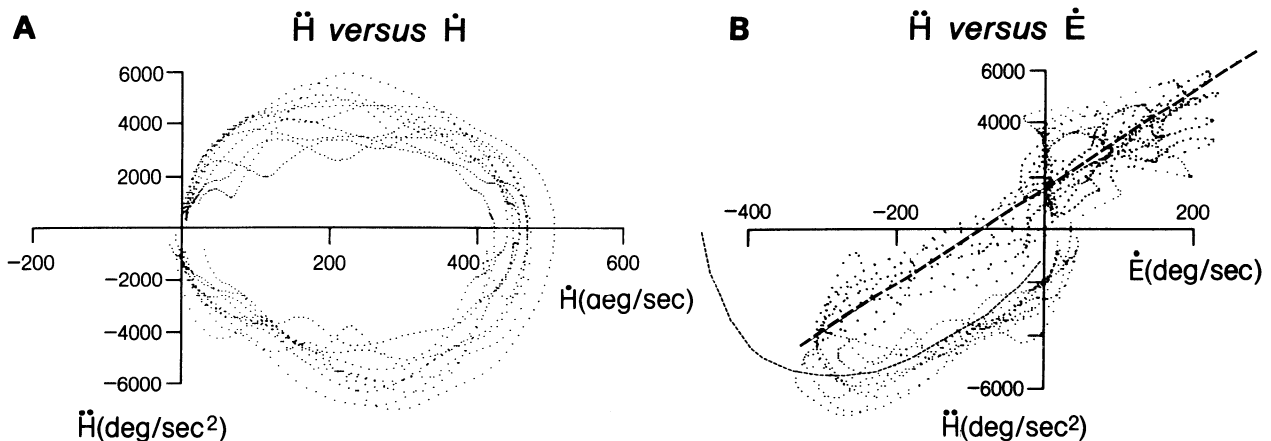 A
Ḧ versus Ḣ
6000
4000
2000
−200
200
400
600
−2000
−4000
−6000
Ḣ(aeg/sec)
Ḧ(deg/sec²)
B
Ḧ versus Ė
6000
4000
−400
−200
200
Ė(deg/sec)
−6000
Ḧ(deg/sec²)